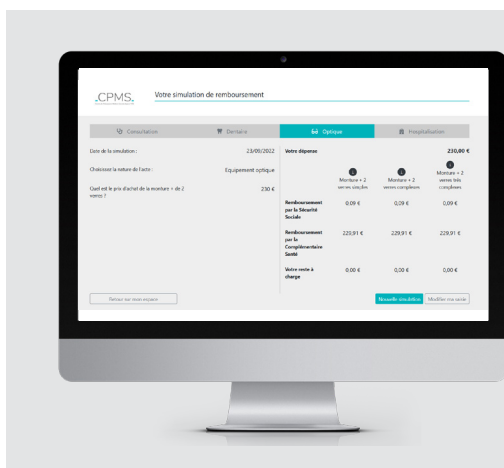 .CPMS.
Votre simulation de remboursement
Consultation
Dentaire
Optique
Hospitalisation
Date de la simulation :
23/09/2022
Choisissez la nature de l'acte :
Equipement optique
Quel est le prix d'achat de la monture + de 2
verres ?
230 €
Votre dépense
230,00 €
Monture + 2
verres simples
Monture + 2
verres complexes
Monture + 2
verres très
complexes
Remboursement
par la Sécurité
Sociale
0,09 €
0,09 €
0,09 €
Remboursement
par la
Complémentaire
Santé
229,91 €
229,91 €
229,91 €
Votre reste à
charge
0,00 €
0,00 €
0,00 €
Retour sur mon espace
Nouvelle simulation
Modifier ma saisie